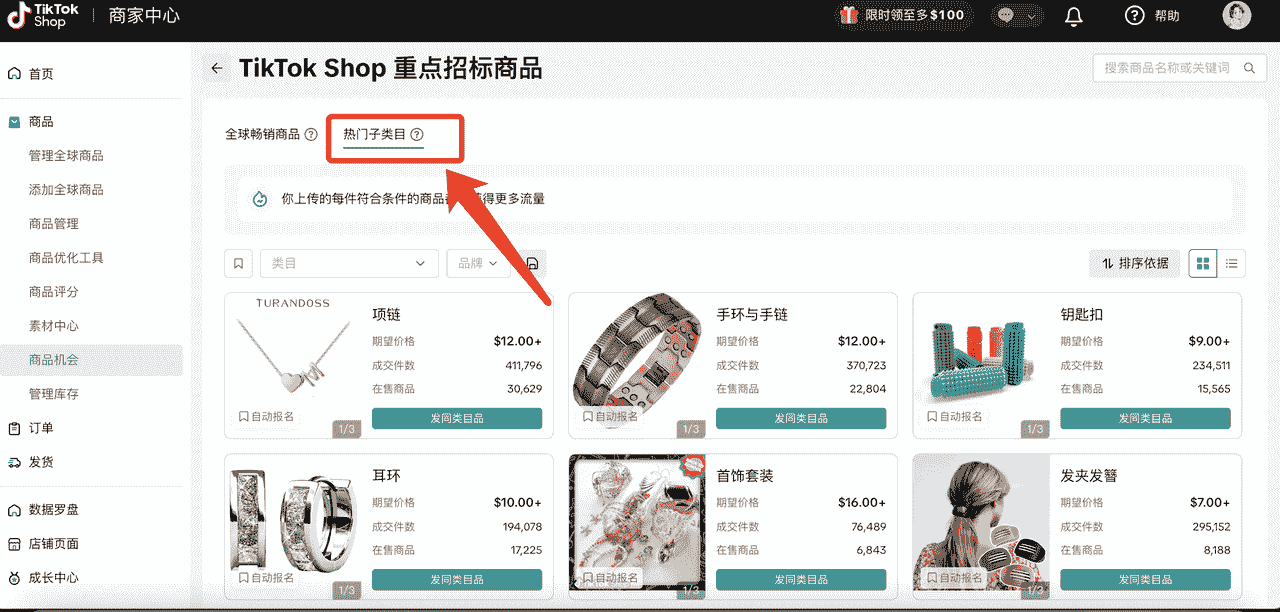 TikTok Shop | 商家中心
限时领至多$100
帮助
首页
商品
管理全球商品
添加全球商品
商品管理
商品优化工具
商品评分
素材中心
商品机会
管理库存
订单
发货
数据罗盘
店铺页面
成长中心
TikTok Shop 重点招标商品
搜索商品名称或关键词
全球畅销商品
热门子类目
你上传的每件符合条件的商品 得更多流量
类目
品牌
排序依据
TURANDOSS
自动报名
1/3
项链
期望价格 $12.00+
成交件数 411,796
在售商品 30,629
发同类目品
自动报名
1/3
手环与手链
期望价格 $12.00+
成交件数 370,723
在售商品 22,804
发同类目品
自动报名
1/3
钥匙扣
期望价格 $9.00+
成交件数 234,511
在售商品 15,565
发同类目品
自动报名
1/3
耳环
期望价格 $10.00+
成交件数 194,078
在售商品 17,225
发同类目品
自动报名
1/3
首饰套装
期望价格 $16.00+
成交件数 76,489
在售商品 6,843
发同类目品
自动报名
1/3
发夹发簪
期望价格 $7.00+
成交件数 295,152
在售商品 8,188
发同类目品